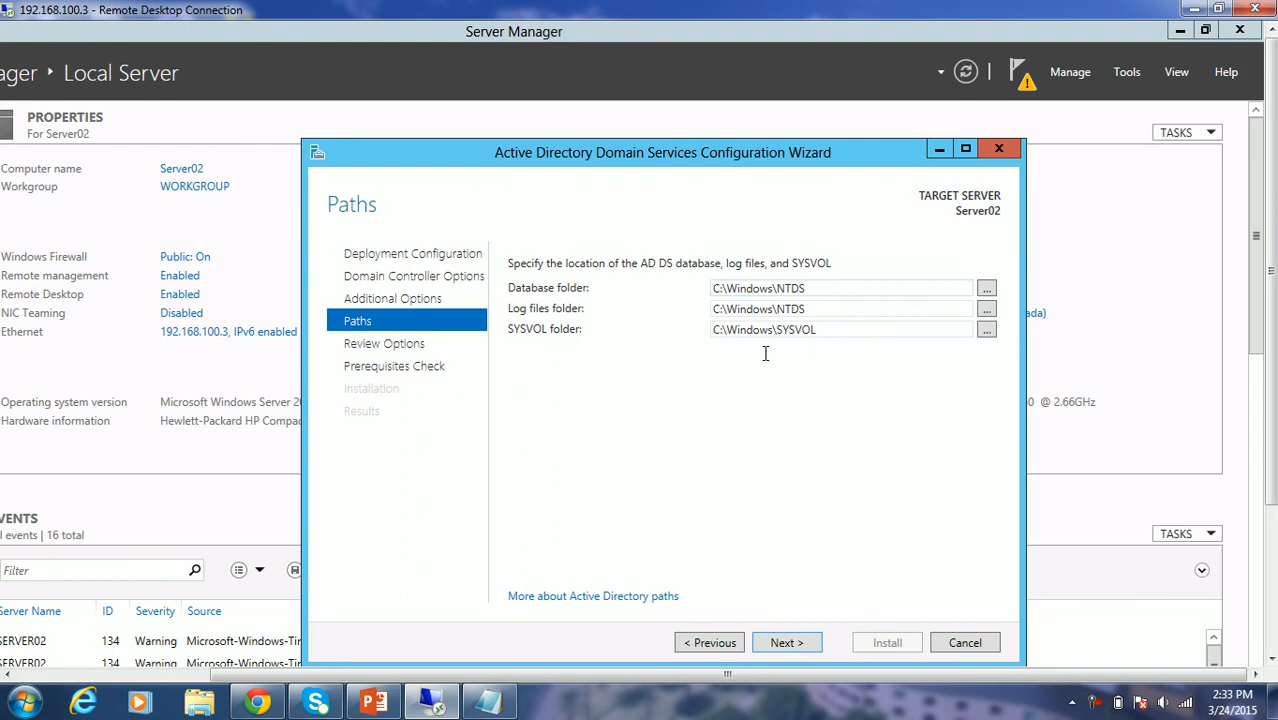 192.168.100.3 - Remote Desktop Connection
Server Manager
ager ‣ Local Server
Manage Tools View Help
PROPERTIES
For Server02
TASKS
Computer name Server02
Workgroup WORKGROUP
Windows Firewall Public: On
Remote management Enabled
Remote Desktop Enabled
NIC Teaming Disabled
Ethernet 192.168.100.3, IPv6 enabled
Operating system version Microsoft Windows Server 20
Hardware information Hewlett-Packard HP Compac
ada)
0 @ 2.66GHz
Active Directory Domain Services Configuration Wizard
Paths
TARGET SERVER
Server02
Deployment Configuration
Domain Controller Options
Additional Options
Paths
Review Options
Prerequisites Check
Installation
Results
Specify the location of the AD DS database, log files, and SYSVOL
Database folder: C:\Windows\NTDS ...
Log files folder: C:\Windows\NTDS ...
SYSVOL folder: C:\Windows\SYSVOL ...
More about Active Directory paths
< Previous Next > Install Cancel
VENTS
l events | 16 total
TASKS
Filter
Server Name ID Severity Source
SERVER02 134 Warning Microsoft-Windows-Tim
SERVER02 134 Warning Microsoft-Windows-Tim
2:33 PM
3/24/2015